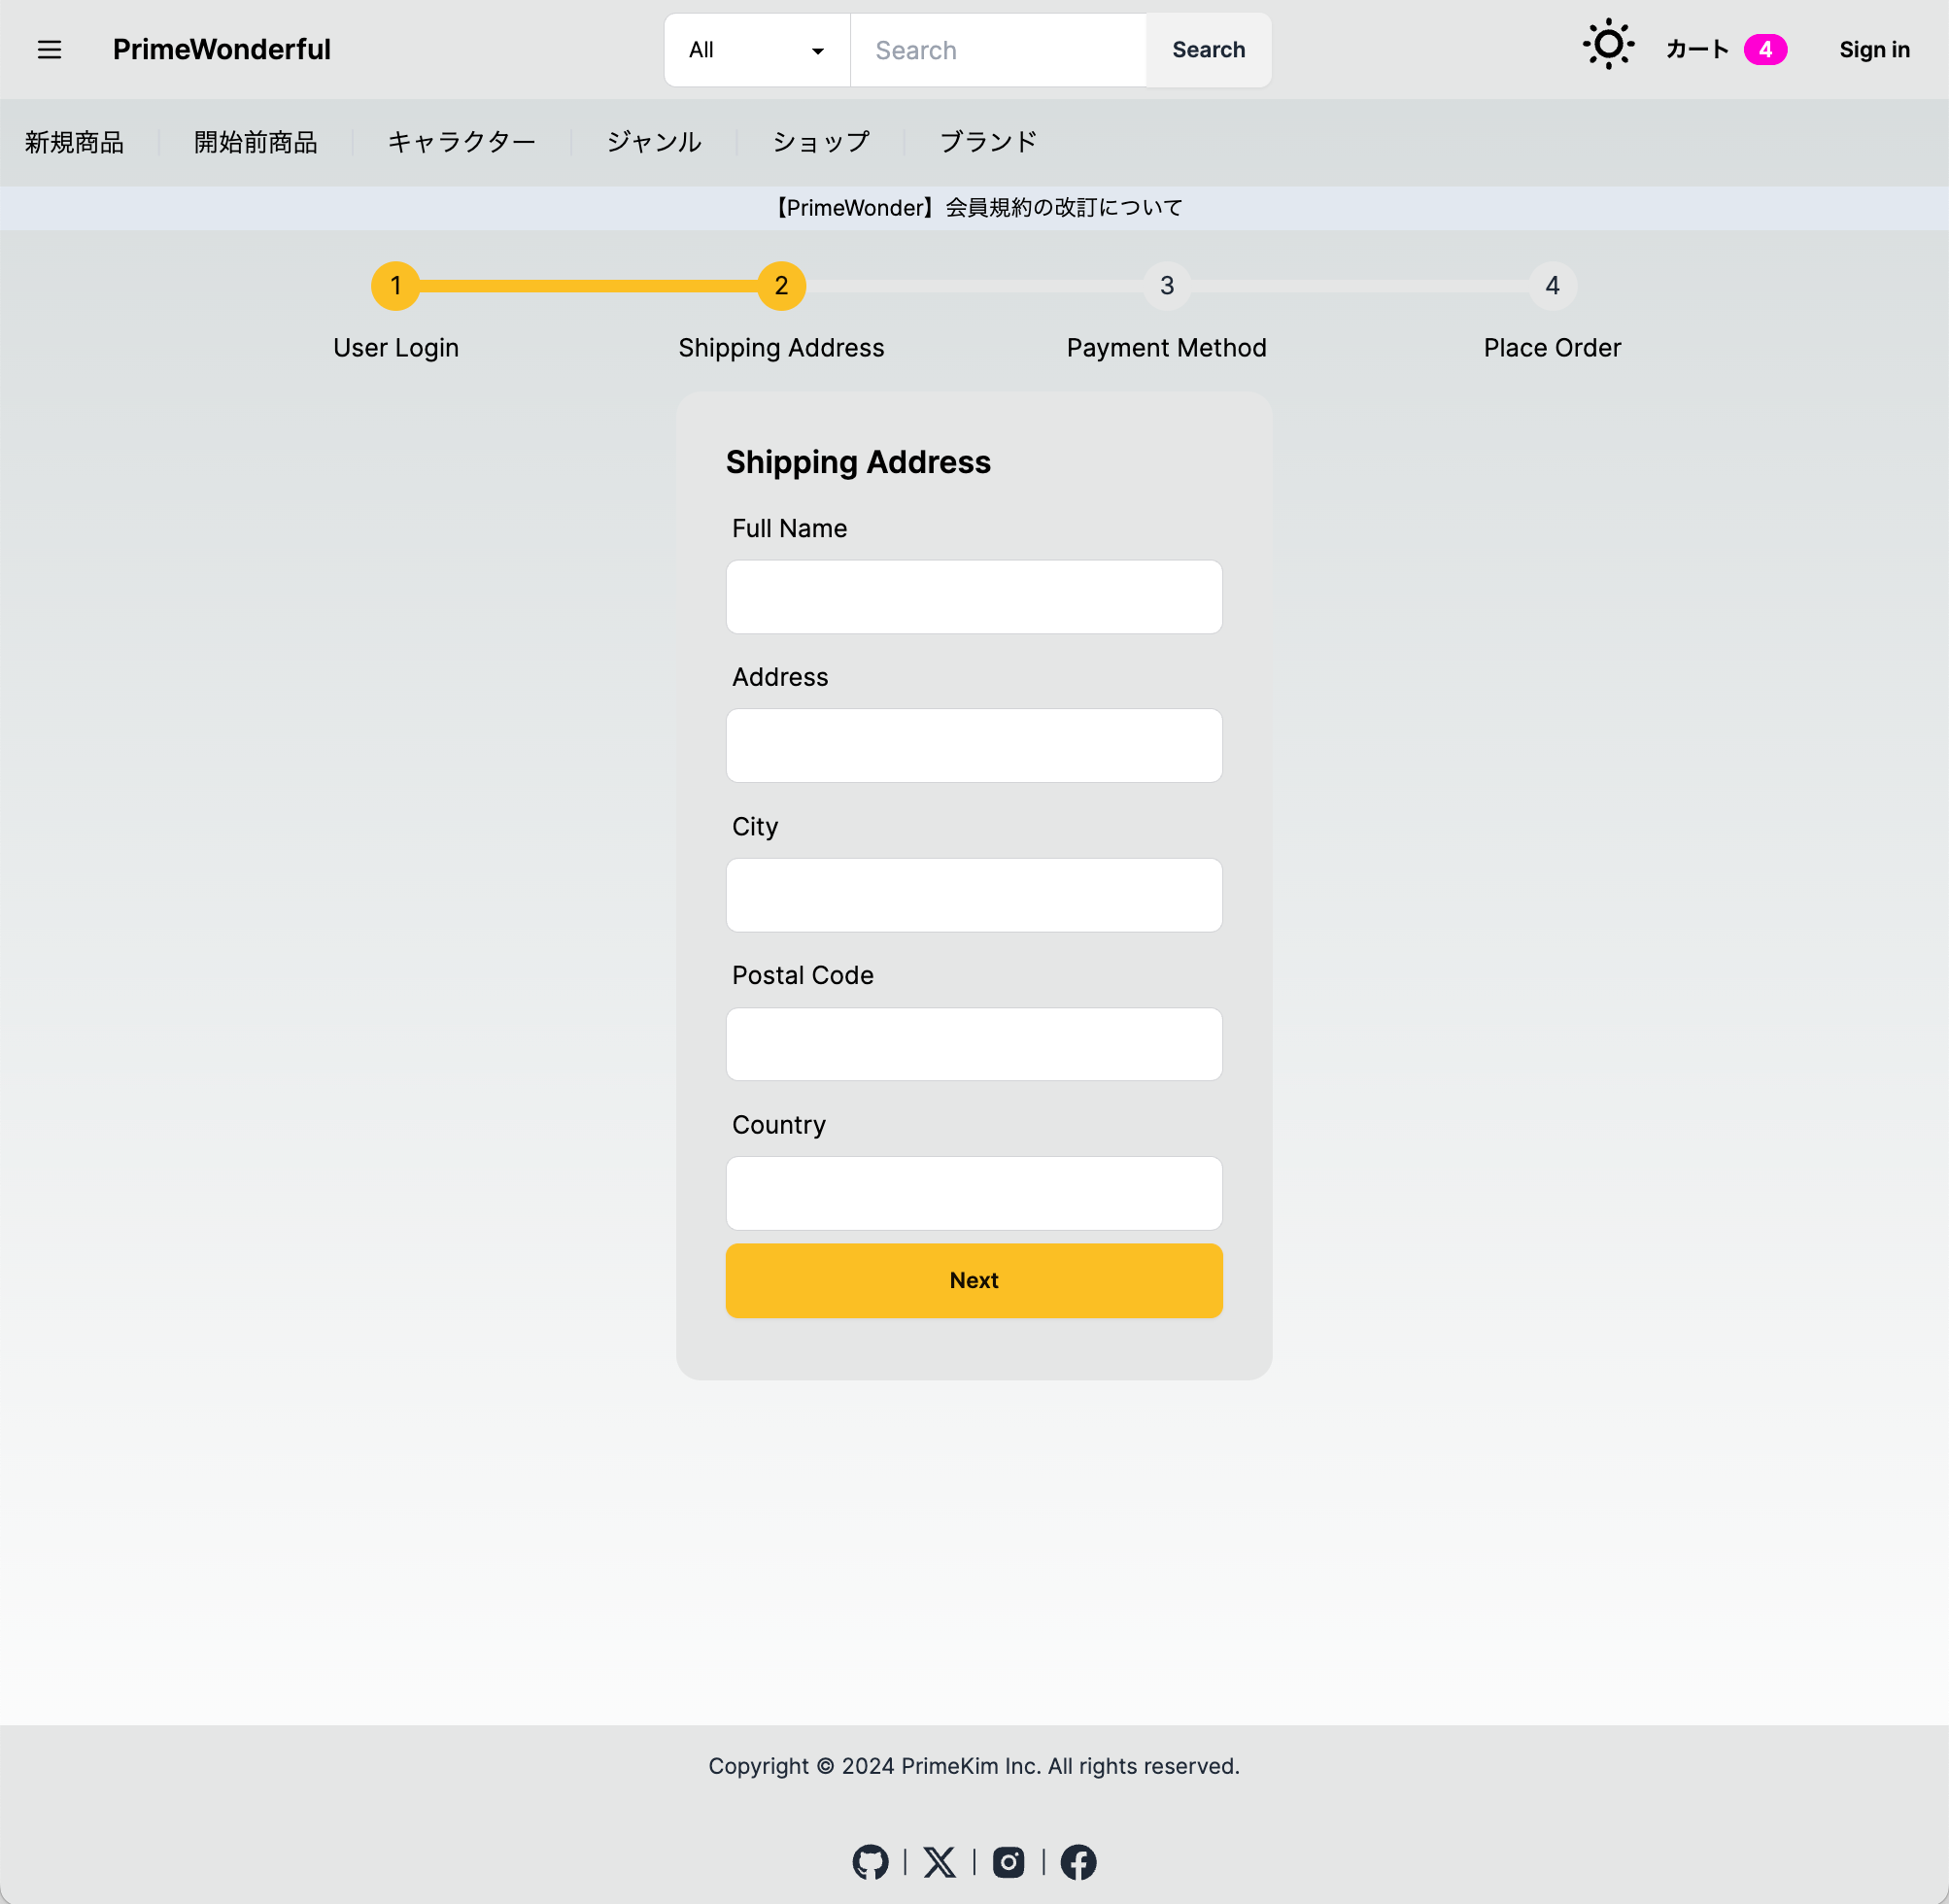 PrimeWonderful All Search Search カート 4 Sign in
新規商品 開始前商品 キャラクター ジャンル ショップ ブランド
【PrimeWonder】会員規約の改訂について
1 2 3 4
User Login Shipping Address Payment Method Place Order
Shipping Address
Full Name
Address
City
Postal Code
Country
Next
Copyright © 2024 PrimeKim Inc. All rights reserved.